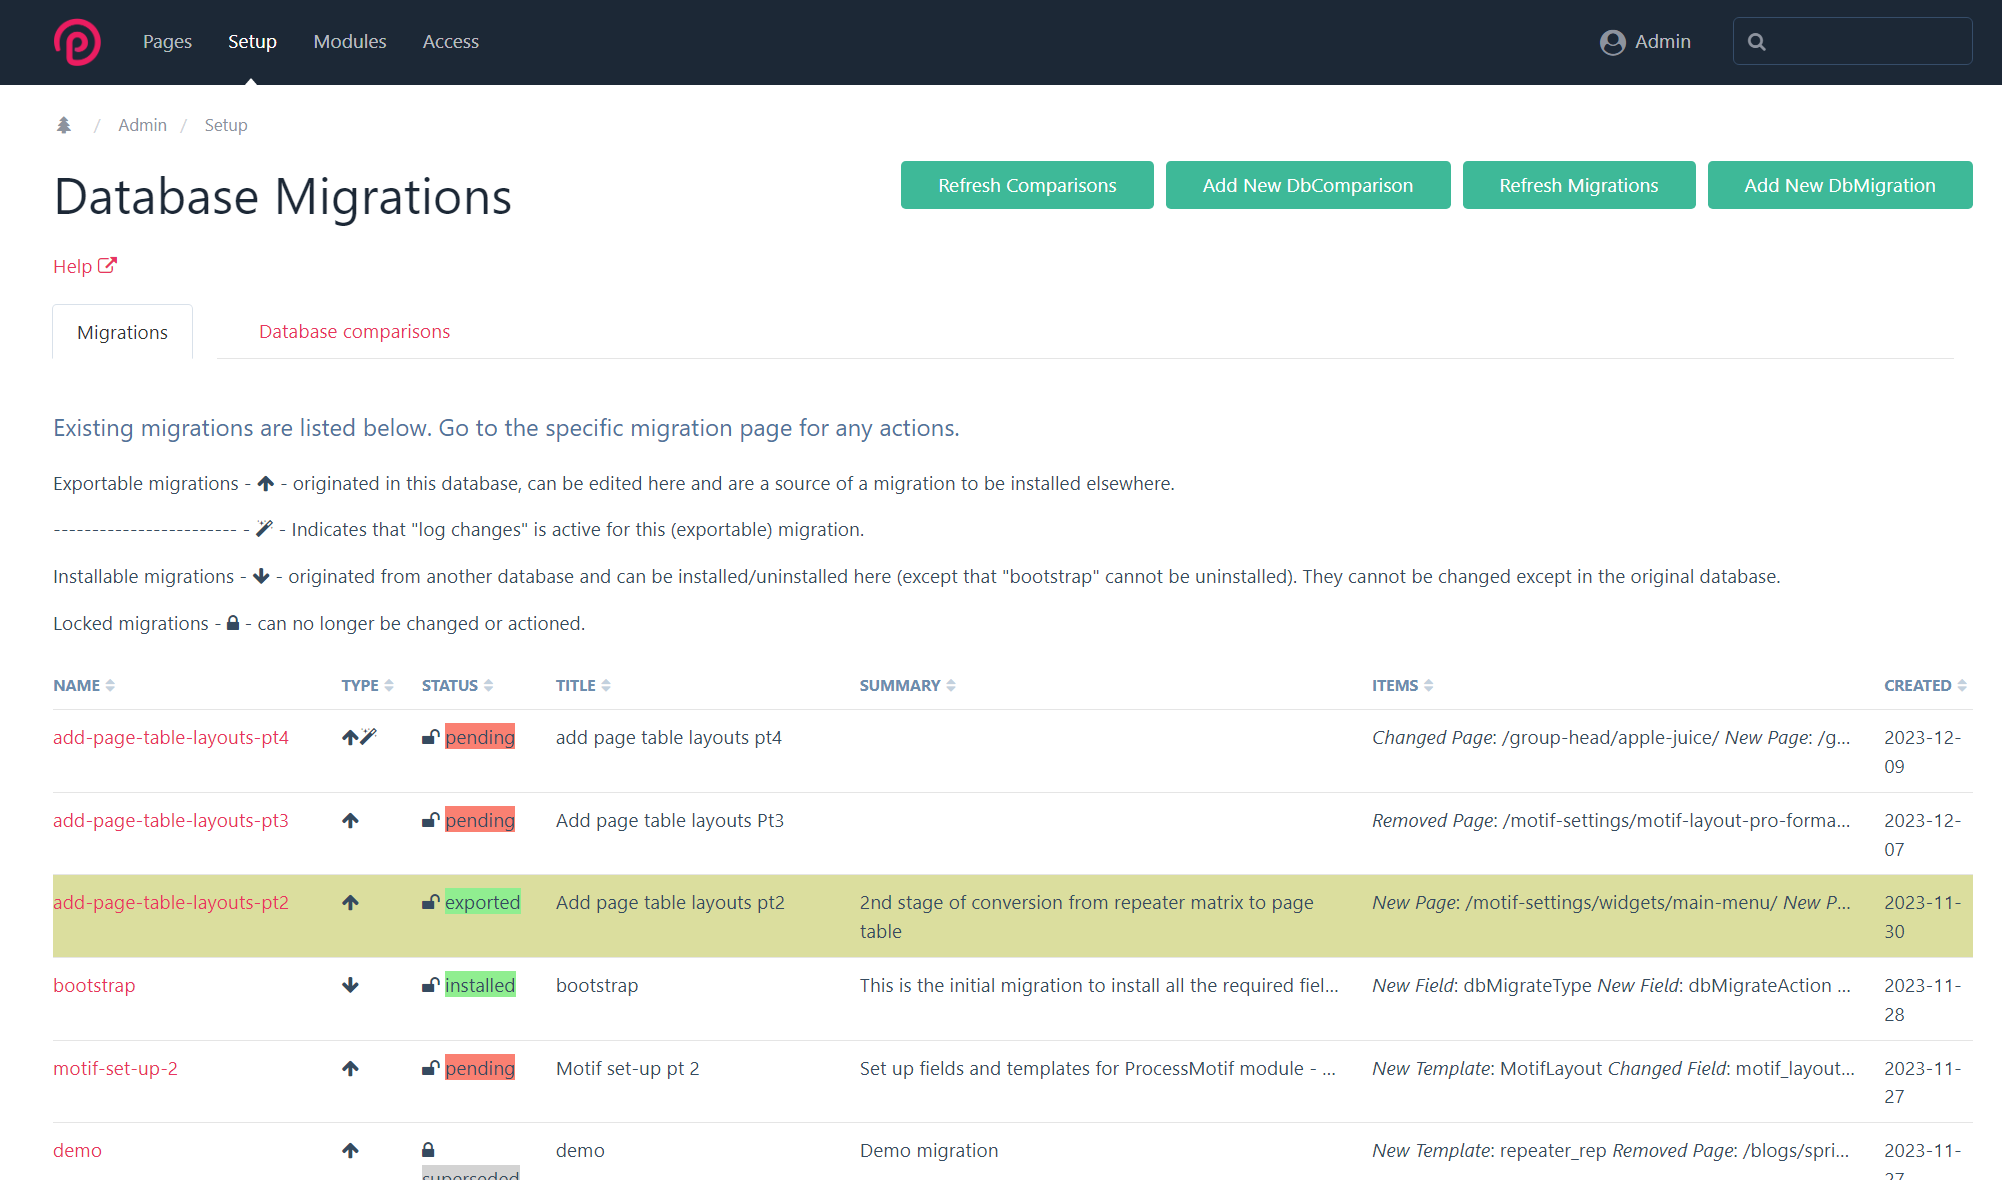 Pages Setup Modules Access Admin
/ Admin / Setup
Database Migrations
Refresh Comparisons Add New DbComparison Refresh Migrations Add New DbMigration
Help
Migrations Database comparisons
Existing migrations are listed below. Go to the specific migration page for any actions.
Exportable migrations - - originated in this database, can be edited here and are a source of a migration to be installed elsewhere.
------------------------ - - Indicates that "log changes" is active for this (exportable) migration.
Installable migrations - - originated from another database and can be installed/uninstalled here (except that "bootstrap" cannot be uninstalled). They cannot be changed except in the original database.
Locked migrations - - can no longer be changed or actioned.
NAME TYPE STATUS TITLE SUMMARY ITEMS CREATED
add-page-table-layouts-pt4 pending add page table layouts pt4 Changed Page: /group-head/apple-juice/ New Page: /g... 2023-12-
09
add-page-table-layouts-pt3 pending Add page table layouts Pt3 Removed Page: /motif-settings/motif-layout-pro-forma... 2023-12-
07
add-page-table-layouts-pt2 exported Add page table layouts pt2 2nd stage of conversion from repeater matrix to page New Page: /motif-settings/widgets/main-menu/ New P... 2023-11-
table 30
bootstrap installed bootstrap This is the initial migration to install all the required fiel... New Field: dbMigrateType New Field: dbMigrateAction ... 2023-11-
28
motif-set-up-2 pending Motif set-up pt 2 Set up fields and templates for ProcessMotif module - ... New Template: MotifLayout Changed Field: motif_layout... 2023-11-
27
demo demo Demo migration New Template: repeater_rep Removed Page: /blogs/spri... 2023-11-
superseded 27